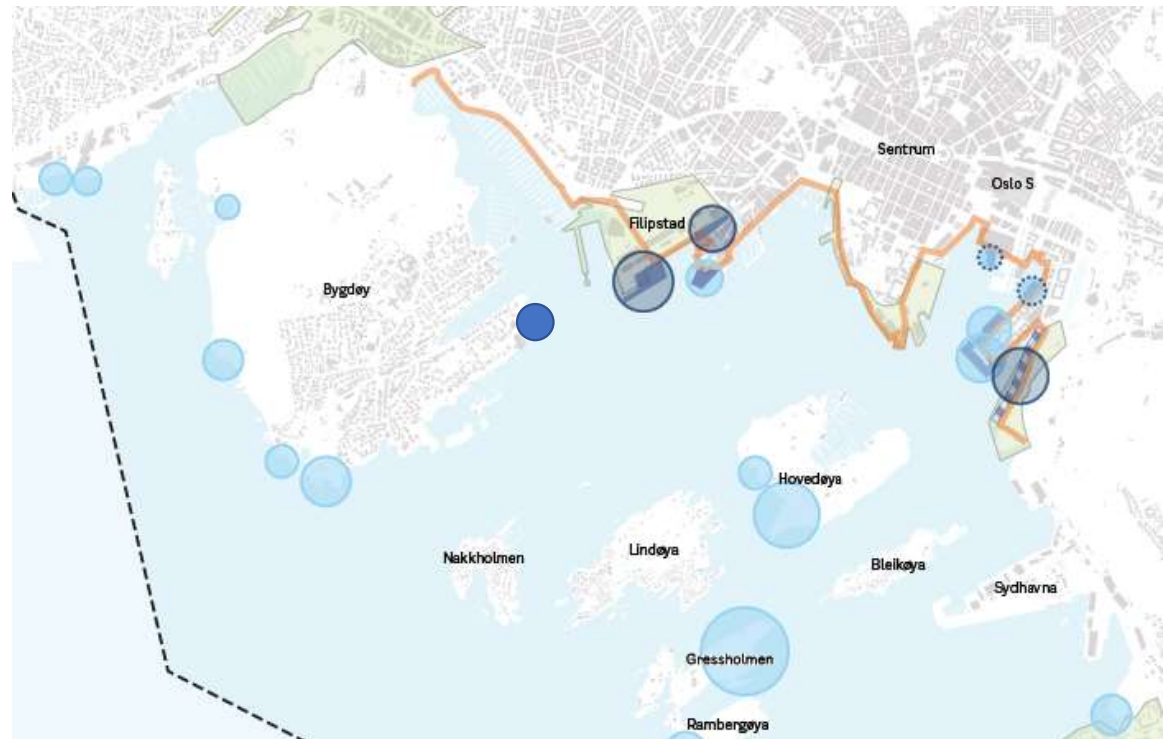 Sentrum
Oslo S
Filipstad
Bygdøy
Hovedøya
Nakkholmen
Lindøya
Bleikøya
Sydhavna
Gressholmen
Rambergøya